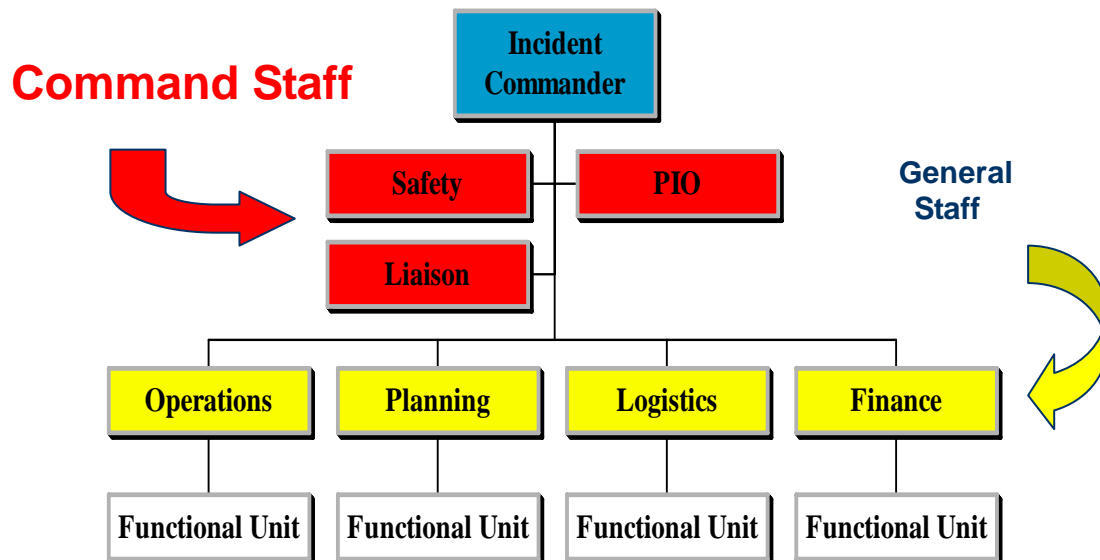 Incident
Commander
Command Staff
Safety
PIO
General
Staff
Liaison
Operations
Planning
Logistics
Finance
Functional Unit
Functional Unit
Functional Unit
Functional Unit